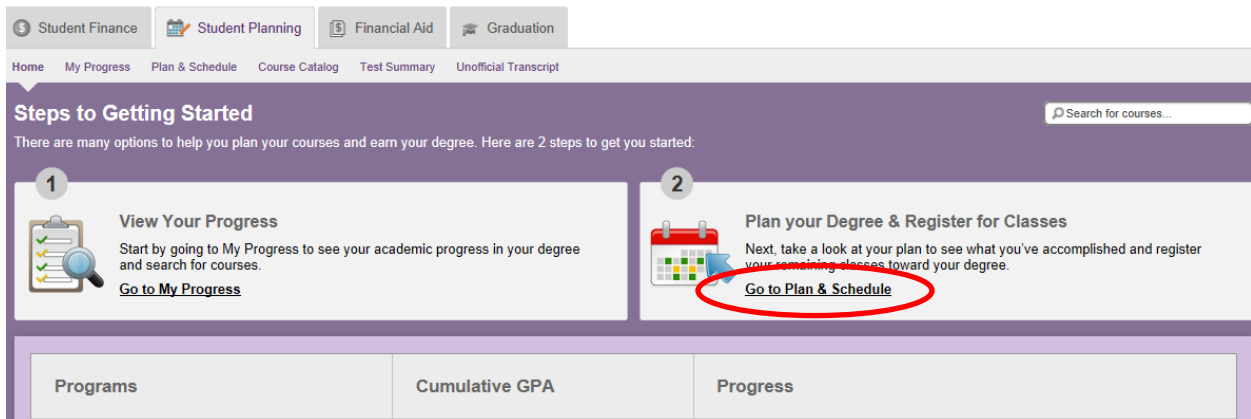 Student Finance Student Planning Financial Aid Graduation
Home My Progress Plan & Schedule Course Catalog Test Summary Unofficial Transcript
Steps to Getting Started
Search for courses...
There are many options to help you plan your courses and earn your degree. Here are 2 steps to get you started:
1
View Your Progress
Start by going to My Progress to see your academic progress in your degree
and search for courses.
Go to My Progress
2
Plan your Degree & Register for Classes
Next, take a look at your plan to see what you've accomplished and register
your remaining classes toward your degree.
Go to Plan & Schedule
Programs Cumulative GPA Progress